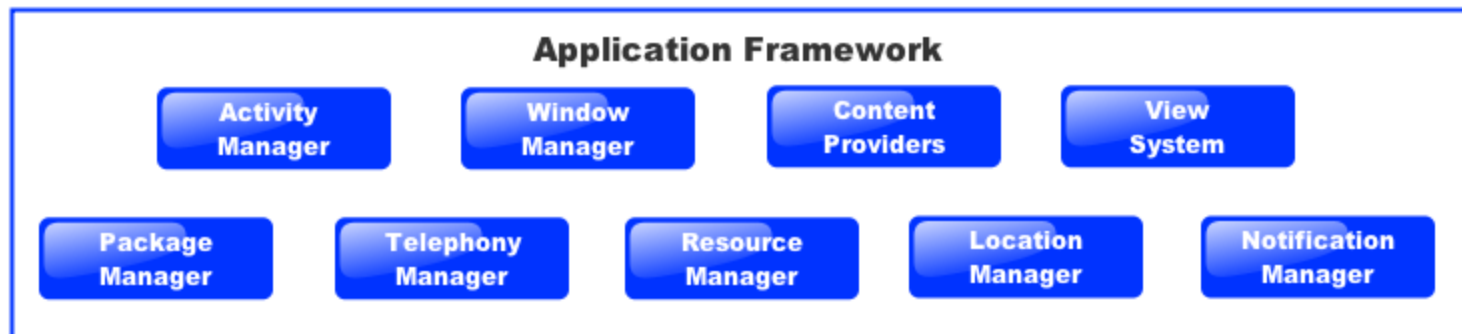 Application Framework
Activity
Manager
Window
Manager
Content
Providers
View
System
Package
Manager
Telephony
Manager
Resource
Manager
Location
Manager
Notification
Manager